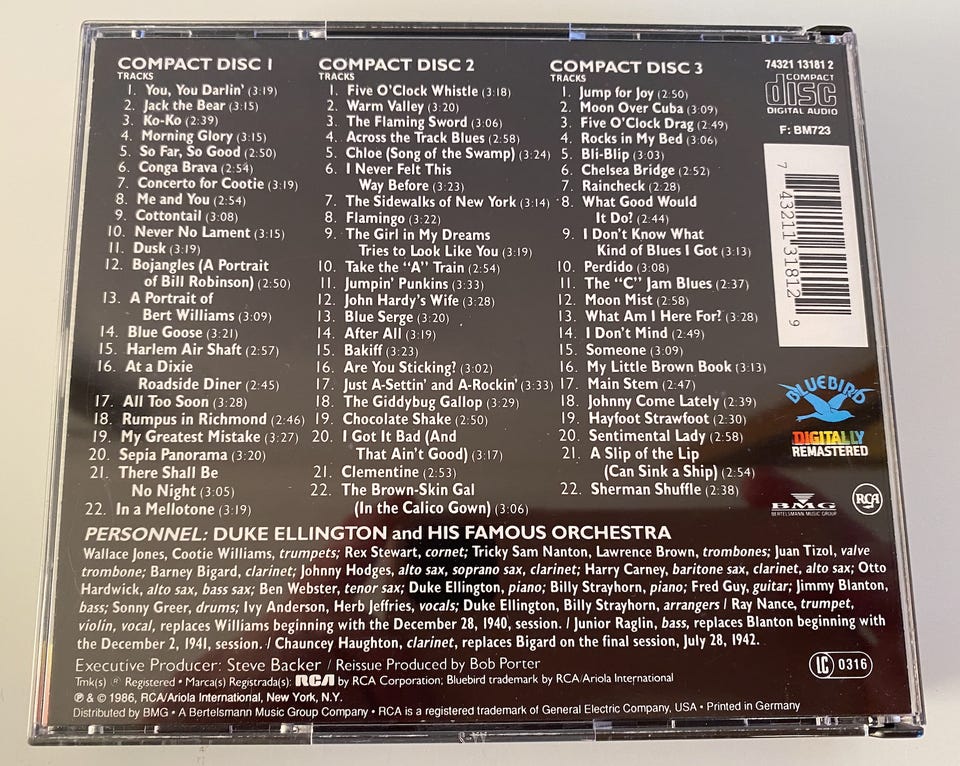 COMPACT DISC 1
TRACKS
1. You, You Darlin' (3:19)
2. Jack the Bear (3:15)
3. Ko-Ko (2:39)
4. Morning Glory (3:15)
5. So Far, So Good (2:50)
6. Conga Brava (2:54)
7. Concerto for Cootie (3:19)
8. Me and You (2:54)
9. Cottontail (3:08)
10. Never No Lament (3:15)
11. Dusk (3:19)
12. Bojangles (A Portrait
of Bill Robinson) (2:50)
13. A Portrait of
Bert Williams (3:09)
14. Blue Goose (3:21)
15. Harlem Air Shaft (2:57)
16. At a Dixie
Roadside Diner (2:45)
17. All Too Soon (3:28)
18. Rumpus in Richmond (2:46)
19. My Greatest Mistake (3:27)
20. Sepia Panorama (3:20)
21. There Shall Be
No Night (3:05)
22. In a Mellotone (3:19)
COMPACT DISC 2
TRACKS
1. Five O'Clock Whistle (3:18)
2. Warm Valley (3:20)
3. The Flaming Sword (3:06)
4. Across the Track Blues (2:58)
5. Chloe (Song of the Swamp) (3:24)
6. I Never Felt This
Way Before (3:23)
7. The Sidewalks of New York (3:14)
8. Flamingo (3:22)
9. The Girl in My Dreams
Tries to Look Like You (3:19)
10. Take the "A" Train (2:54)
11. Jumpin' Punkins (3:33)
12. John Hardy's Wife (3:28)
13. Blue Serge (3:20)
14. After All (3:19)
15. Bakiff (3:23)
16. Are You Sticking? (3:02)
17. Just A-Settin' and A-Rockin' (3:33)
18. The Giddybug Gallop (3:29)
19. Chocolate Shake (2:50)
20. I Got It Bad (And
That Ain't Good) (3:17)
21. Clementine (2:53)
22. The Brown-Skin Gal
(In the Calico Gown) (3:06)
COMPACT DISC 3
TRACKS
1. Jump for Joy (2:50)
2. Moon Over Cuba (3:09)
3. Five O'Clock Drag (2:49)
4. Rocks in My Bed (3:06)
5. Bli-Blip (3:03)
6. Chelsea Bridge (2:52)
7. Raincheck (2:28)
8. What Good Would
It Do? (2:44)
9. I Don't Know What
Kind of Blues I Got (3:13)
10. Perdido (3:08)
11. The "C" Jam Blues (2:37)
12. Moon Mist (2:58)
13. What Am I Here For? (3:28)
14. I Don't Mind (2:49)
15. Someone (3:09)
16. My Little Brown Book (3:13)
17. Main Stem (2:47)
18. Johnny Come Lately (2:39)
19. Hayfoot Strawfoot (2:30)
20. Sentimental Lady (2:58)
21. A Slip of the Lip
(Can Sink a Ship) (2:54)
22. Sherman Shuffle (2:38)
74321 13181 2
COMPACT
disc
DIGITAL AUDIO
F: BM723
7 43211 31812 9
BLUEBIRD
DIGITALLY
REMASTERED
BMG
BERTELSMANN MUSIC GROUP
RCA
PERSONNEL: DUKE ELLINGTON and HIS FAMOUS ORCHESTRA
Wallace Jones, Cootie Williams, trumpets; Rex Stewart, cornet; Tricky Sam Nanton, Lawrence Brown, trombones; Juan Tizol, valve
trombone; Barney Bigard, clarinet; Johnny Hodges, alto sax, soprano sax, clarinet; Harry Carney, baritone sax, clarinet, alto sax; Otto
Hardwick, alto sax, bass sax; Ben Webster, tenor sax; Duke Ellington, piano; Billy Strayhorn, piano; Fred Guy, guitar; Jimmy Blanton,
bass; Sonny Greer, drums; Ivy Anderson, Herb Jeffries, vocals; Duke Ellington, Billy Strayhorn, arrangers / Ray Nance, trumpet,
violin, vocal, replaces Williams beginning with the December 28, 1940, session. / Junior Raglin, bass, replaces Blanton beginning with
the December 2, 1941, session. / Chauncey Haughton, clarinet, replaces Bigard on the final session, July 28, 1942.
Executive Producer: Steve Backer / Reissue Produced by Bob Porter
Tmk(s) ® Registered • Marca(s) Registrada(s): RCA by RCA Corporation; Bluebird trademark by RCA/Ariola International
℗ & © 1986, RCA/Ariola International, New York, N.Y.
Distributed by BMG • A Bertelsmann Music Group Company • RCA is a registered trademark of General Electric Company, USA • Printed in Germany
LC 0316